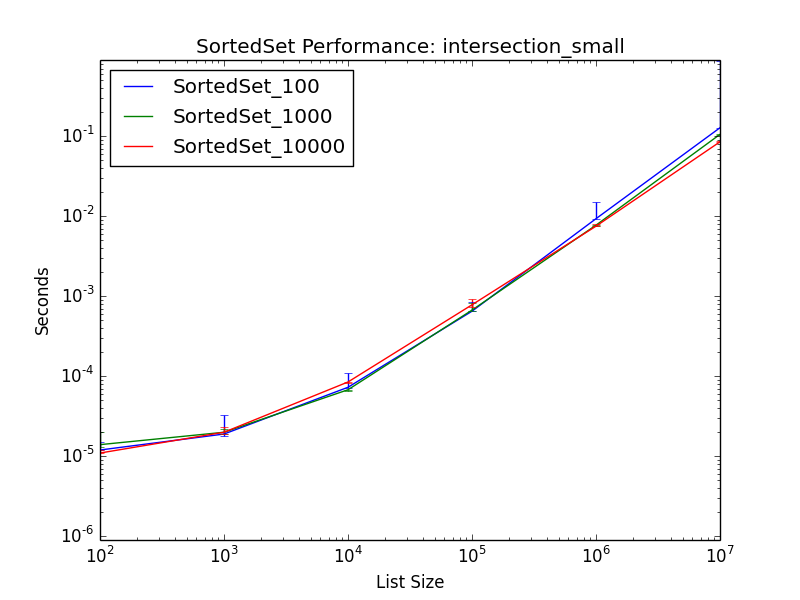 SortedSet Performance: intersection_small
SortedSet_100
SortedSet_1000
SortedSet_10000
Seconds
10^-1
10^-2
10^-3
10^-4
10^-5
10^-6
10^2 10^3 10^4 10^5 10^6 10^7
List Size